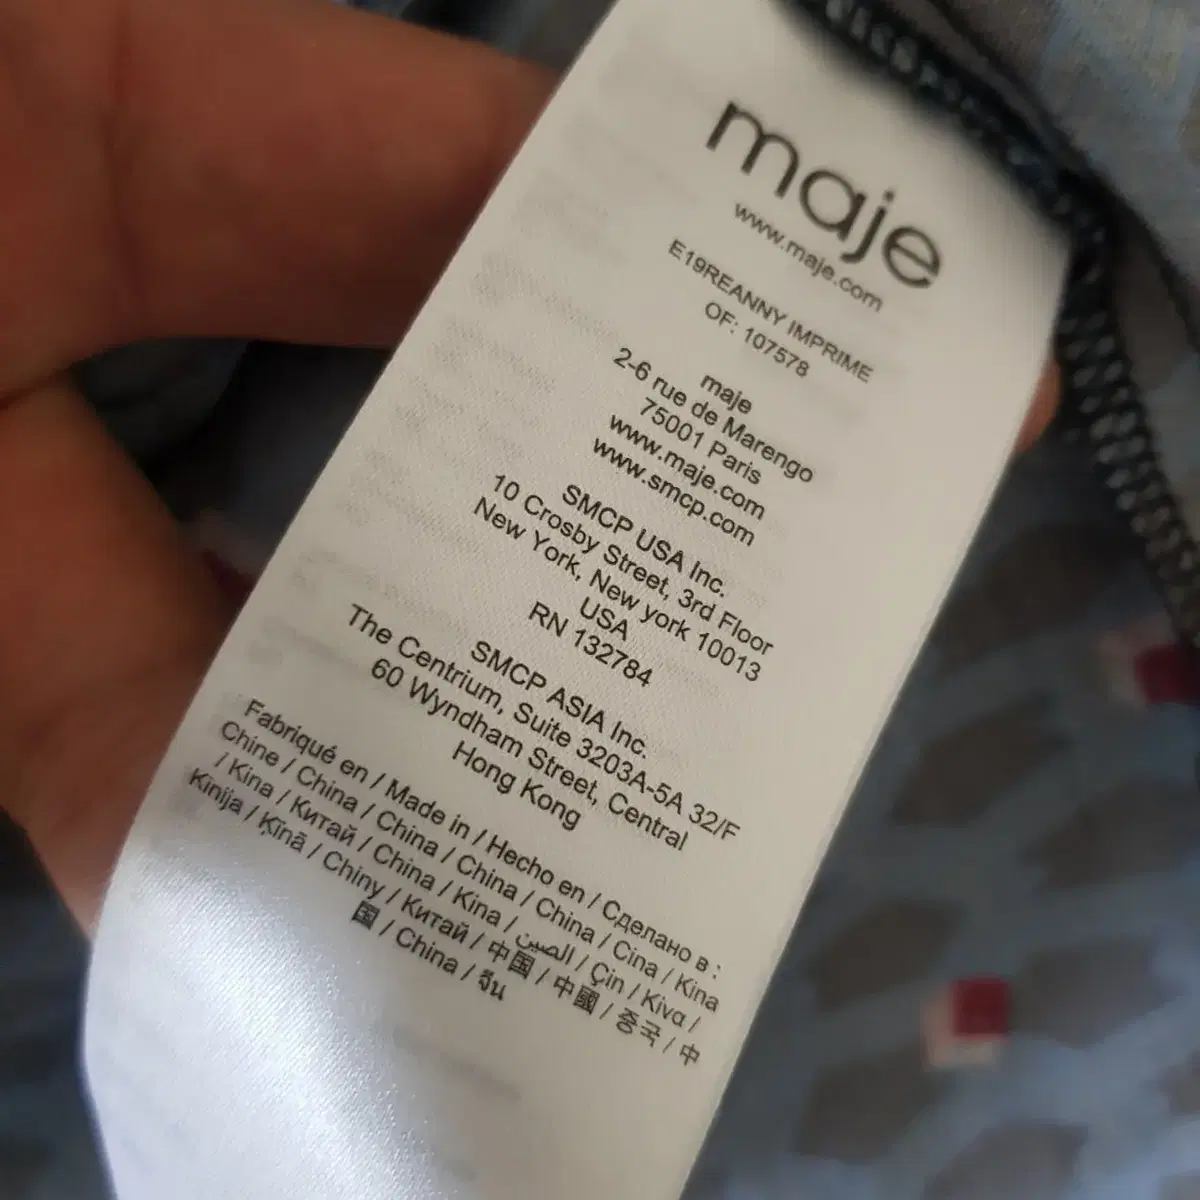 maje
www.maje.com
E19REANNY IMPRIME
OF: 107578
maje
2-6 rue de Marengo
75001 Paris
www.maje.com
www.smcp.com
SMCP USA Inc.
10 Crosby Street, 3rd Floor
New York, New york 10013
USA
RN 132784
SMCP ASIA Inc.
The Centrium, Suite 3203A-5A 32/F
60 Wyndham Street, Central
Hong Kong
Fabriqué en / Made in / Hecho en / Сделано в :
Chine / China / China / China / China / Cina / Kina
/ Kina / Китай / China / Kina / الصين / Çin / Kίνα /
Kinija / Ķīnā / Chiny / Китай / 中国 / 中國 / 중국 / 中
国 / China / จีน